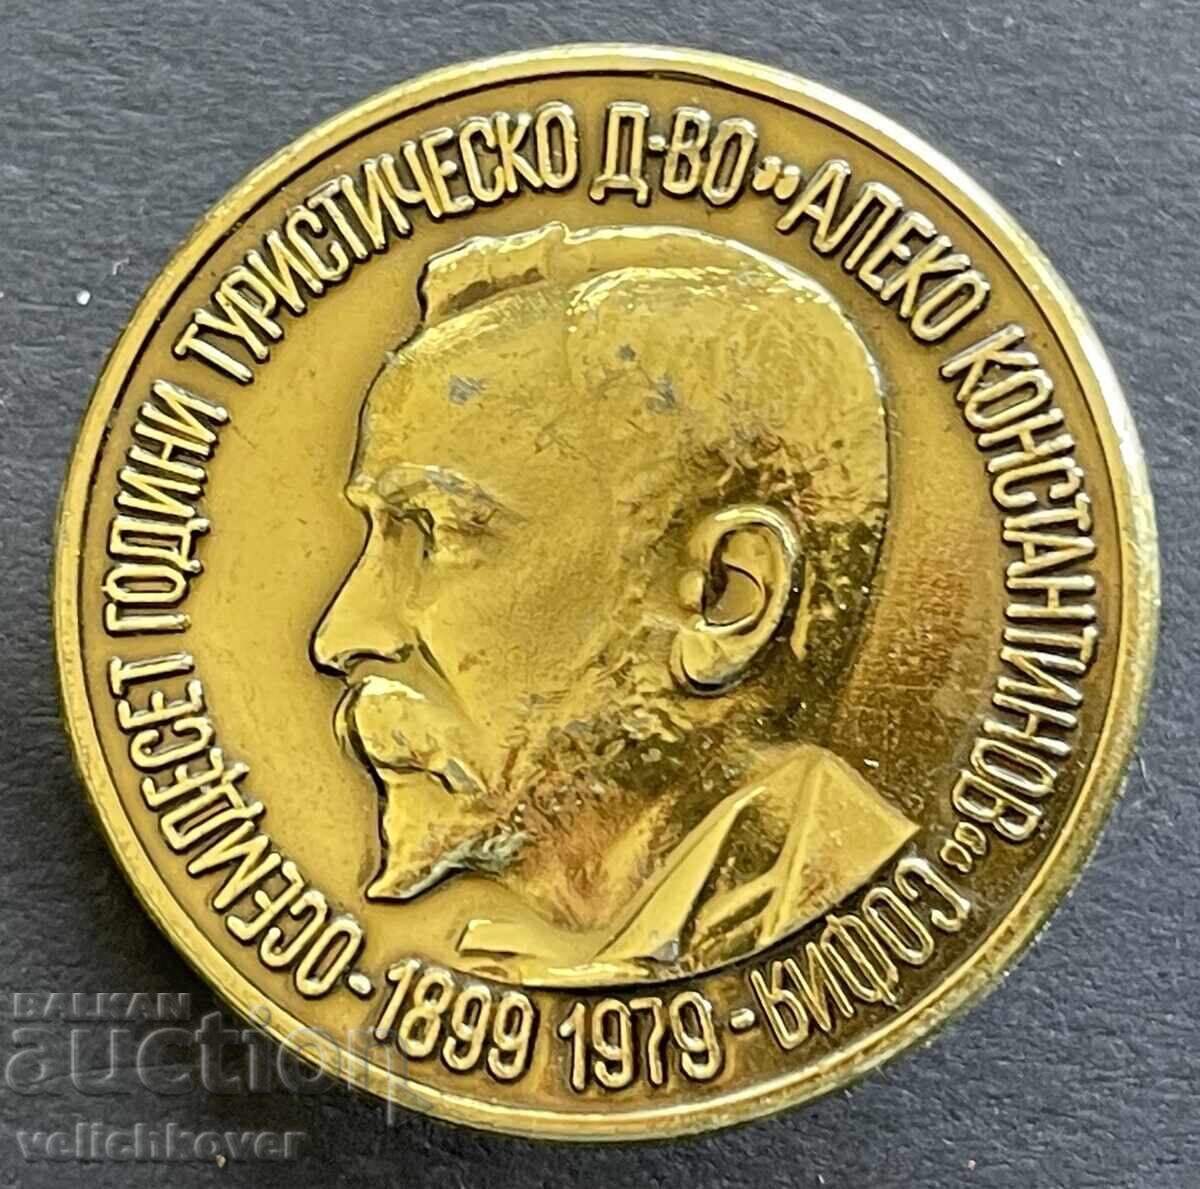 ОСЕМДЕСЕТ ГОДИНИ ТУРИСТИЧЕСКО Д-ВО „АЛЕКО КОНСТАНТИНОВ“ СОФИЯ
- 1899 1979 -
BALKAN
auction
velichkover